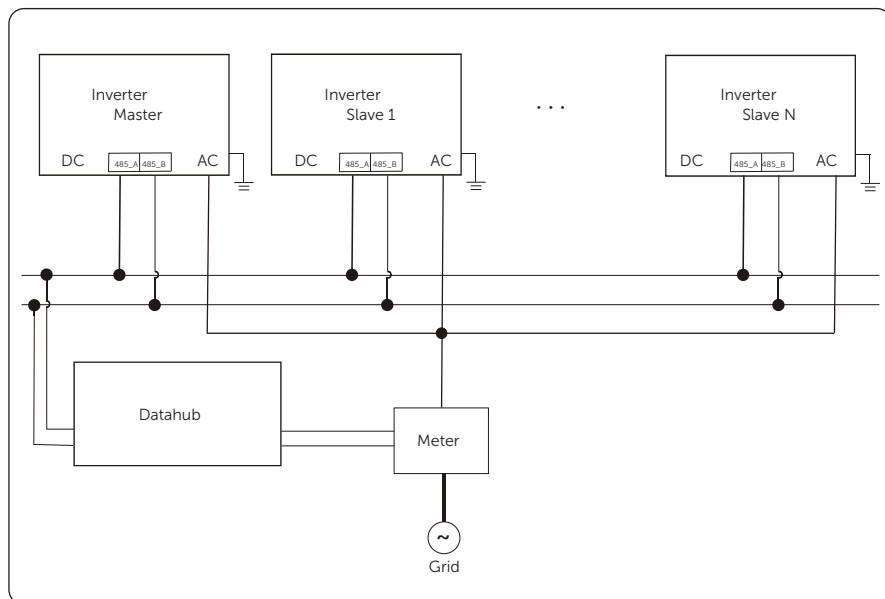 Inverter
Master
DC
485_A
485_B
AC
Inverter
Slave 1
DC
485_A
485_B
AC
. . .
Inverter
Slave N
DC
485_A
485_B
AC
Datahub
Meter
~
Grid